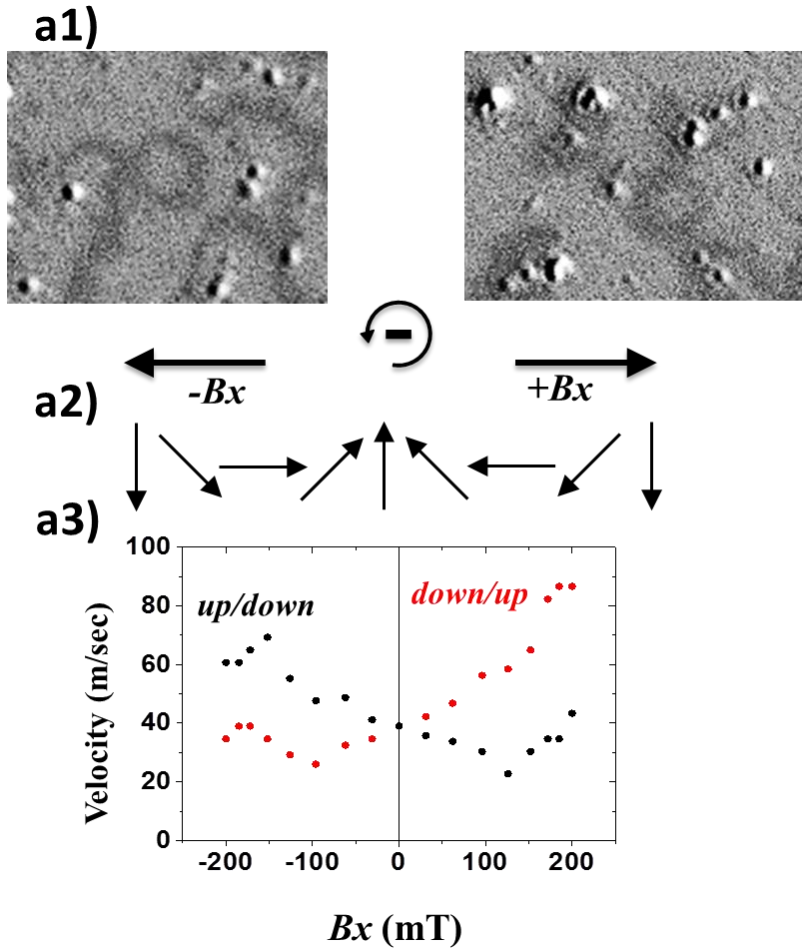 a1)
-Bx
+Bx
a2)
a3)
100
80
60
40
20
0
up/down
down/up
Velocity (m/sec)
-200 -100 0 100 200
Bx (mT)